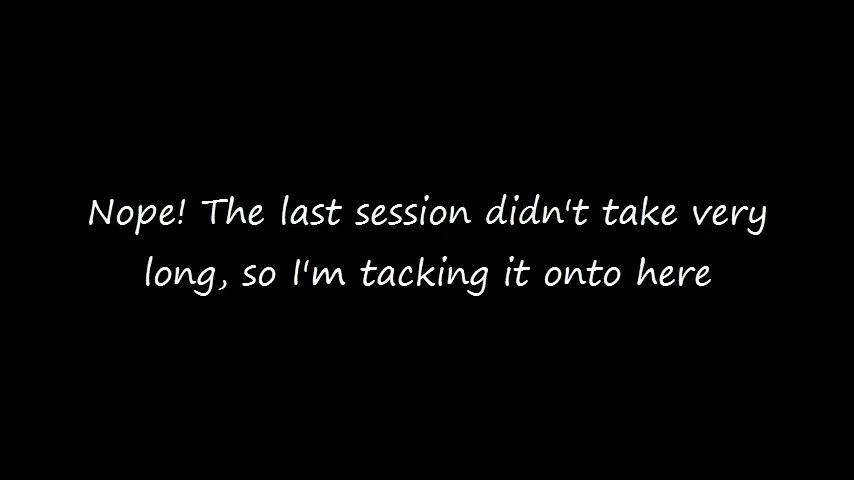 Nope! The last session didn't take very
long, so I'm tacking it onto here